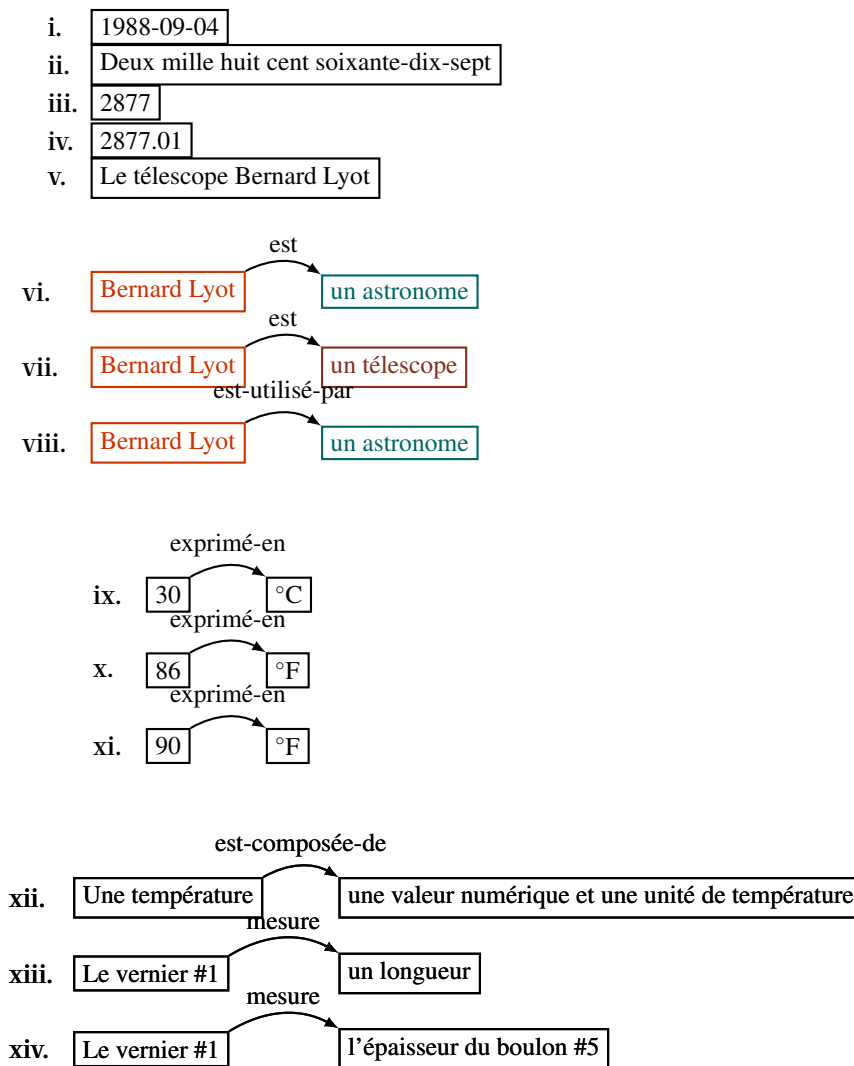 i. 1988-09-04
ii. Deux mille huit cent soixante-dix-sept
iii. 2877
iv. 2877.01
v. Le télescope Bernard Lyot
est
vi. Bernard Lyot un astronome
est
vii. Bernard Lyot un télescope
est-utilisé-par
viii. Bernard Lyot un astronome
exprimé-en
ix. 30 °C
exprimé-en
x. 86 °F
exprimé-en
xi. 90 °F
est-composée-de
xii. Une température une valeur numérique et une unité de température
mesure
xiii. Le vernier #1 un longueur
mesure
xiv. Le vernier #1 l'épaisseur du boulon #5